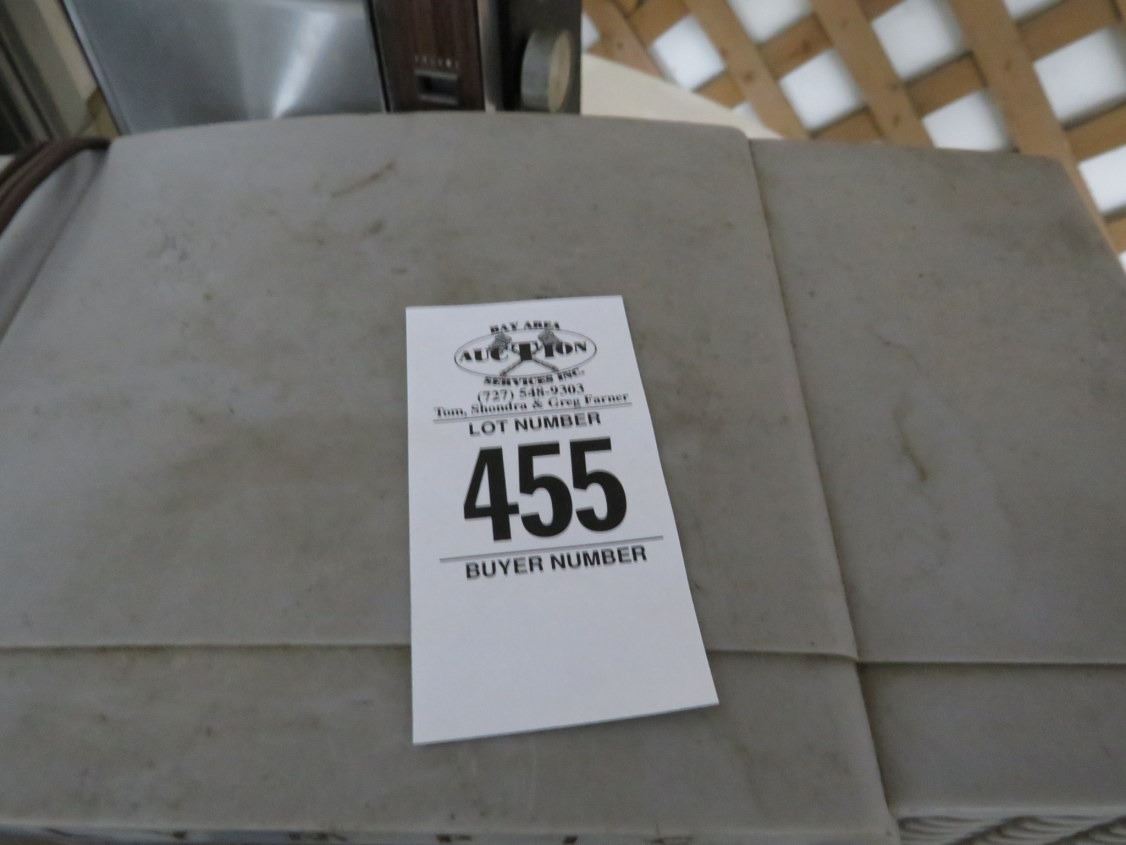 BAY AREA
AUCTION
SERVICES INC.
(727) 548-9303
Tom, Shondra & Greg Farner
LOT NUMBER
455
BUYER NUMBER